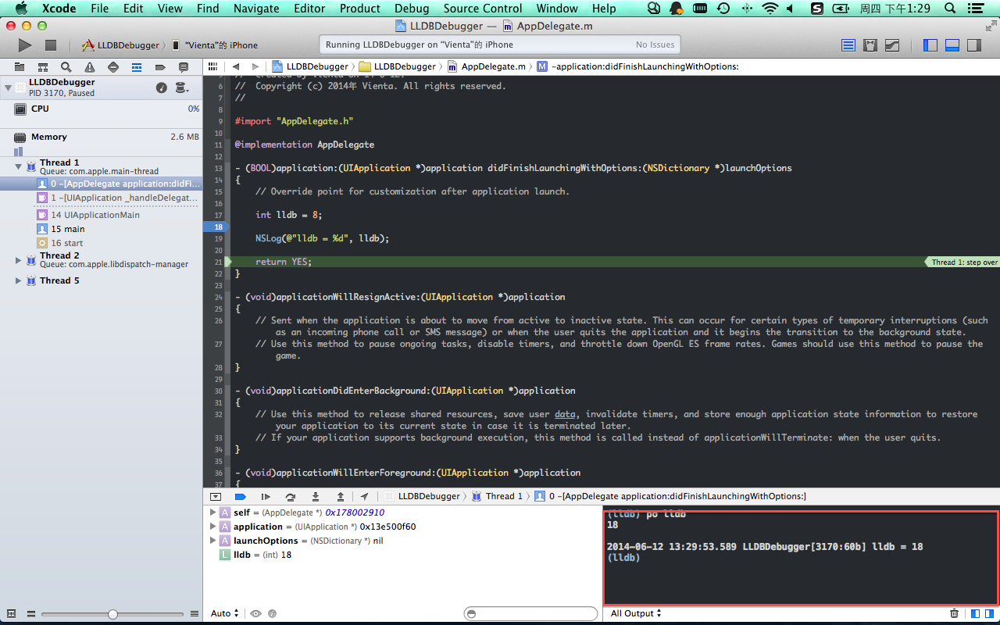 Xcode File Edit View Find Navigate Editor Product Debug Source Control Window Help 周四 下午1:29
LLDBDebugger — AppDelegate.m
LLDBDebugger 〉 “Vienta”的 iPhone
Running LLDBDebugger on “Vienta”的 iPhone No Issues
LLDBDebugger 〉 LLDBDebugger 〉 AppDelegate.m 〉 M -application:didFinishLaunchingWithOptions:
LLDBDebugger
PID 3170, Paused
CPU 0%
Memory 2.6 MB
Thread 1
Queue: com.apple.main-thread
0 -[AppDelegate application:didFi...
1 -[UIApplication _handleDelegat...
14 UIApplicationMain
15 main
16 start
Thread 2
Queue: com.apple.libdispatch-manager
Thread 5
6 // Copyright (c) 2014年 Vienta. All rights reserved.
7 //
8
9 #import "AppDelegate.h"
10
11 @implementation AppDelegate
12
13 - (BOOL)application:(UIApplication *)application didFinishLaunchingWithOptions:(NSDictionary *)launchOptions
14 {
15 // Override point for customization after application launch.
16
17 int lldb = 8;
18
19 NSLog(@"lldb = %d", lldb);
20
21 return YES; Thread 1: step over
22 }
23
24 - (void)applicationWillResignActive:(UIApplication *)application
25 {
26 // Sent when the application is about to move from active to inactive state. This can occur for certain types of temporary interruptions (such
as an incoming phone call or SMS message) or when the user quits the application and it begins the transition to the background state.
27 // Use this method to pause ongoing tasks, disable timers, and throttle down OpenGL ES frame rates. Games should use this method to pause the
game.
28 }
29
30 - (void)applicationDidEnterBackground:(UIApplication *)application
31 {
32 // Use this method to release shared resources, save user data, invalidate timers, and store enough application state information to restore
your application to its current state in case it is terminated later.
33 // If your application supports background execution, this method is called instead of applicationWillTerminate: when the user quits.
34 }
35
36 - (void)applicationWillEnterForeground:(UIApplication *)application
37 {
LLDBDebugger 〉 Thread 1 〉 0 -[AppDelegate application:didFinishLaunchingWithOptions:]
A self = (AppDelegate *) 0x178002910
A application = (UIApplication *) 0x13e500f60
A launchOptions = (NSDictionary *) nil
L lldb = (int) 18
(lldb) po lldb
18
2014-06-12 13:29:53.589 LLDBDebugger[3170:60b] lldb = 18
(lldb)
Auto
All Output